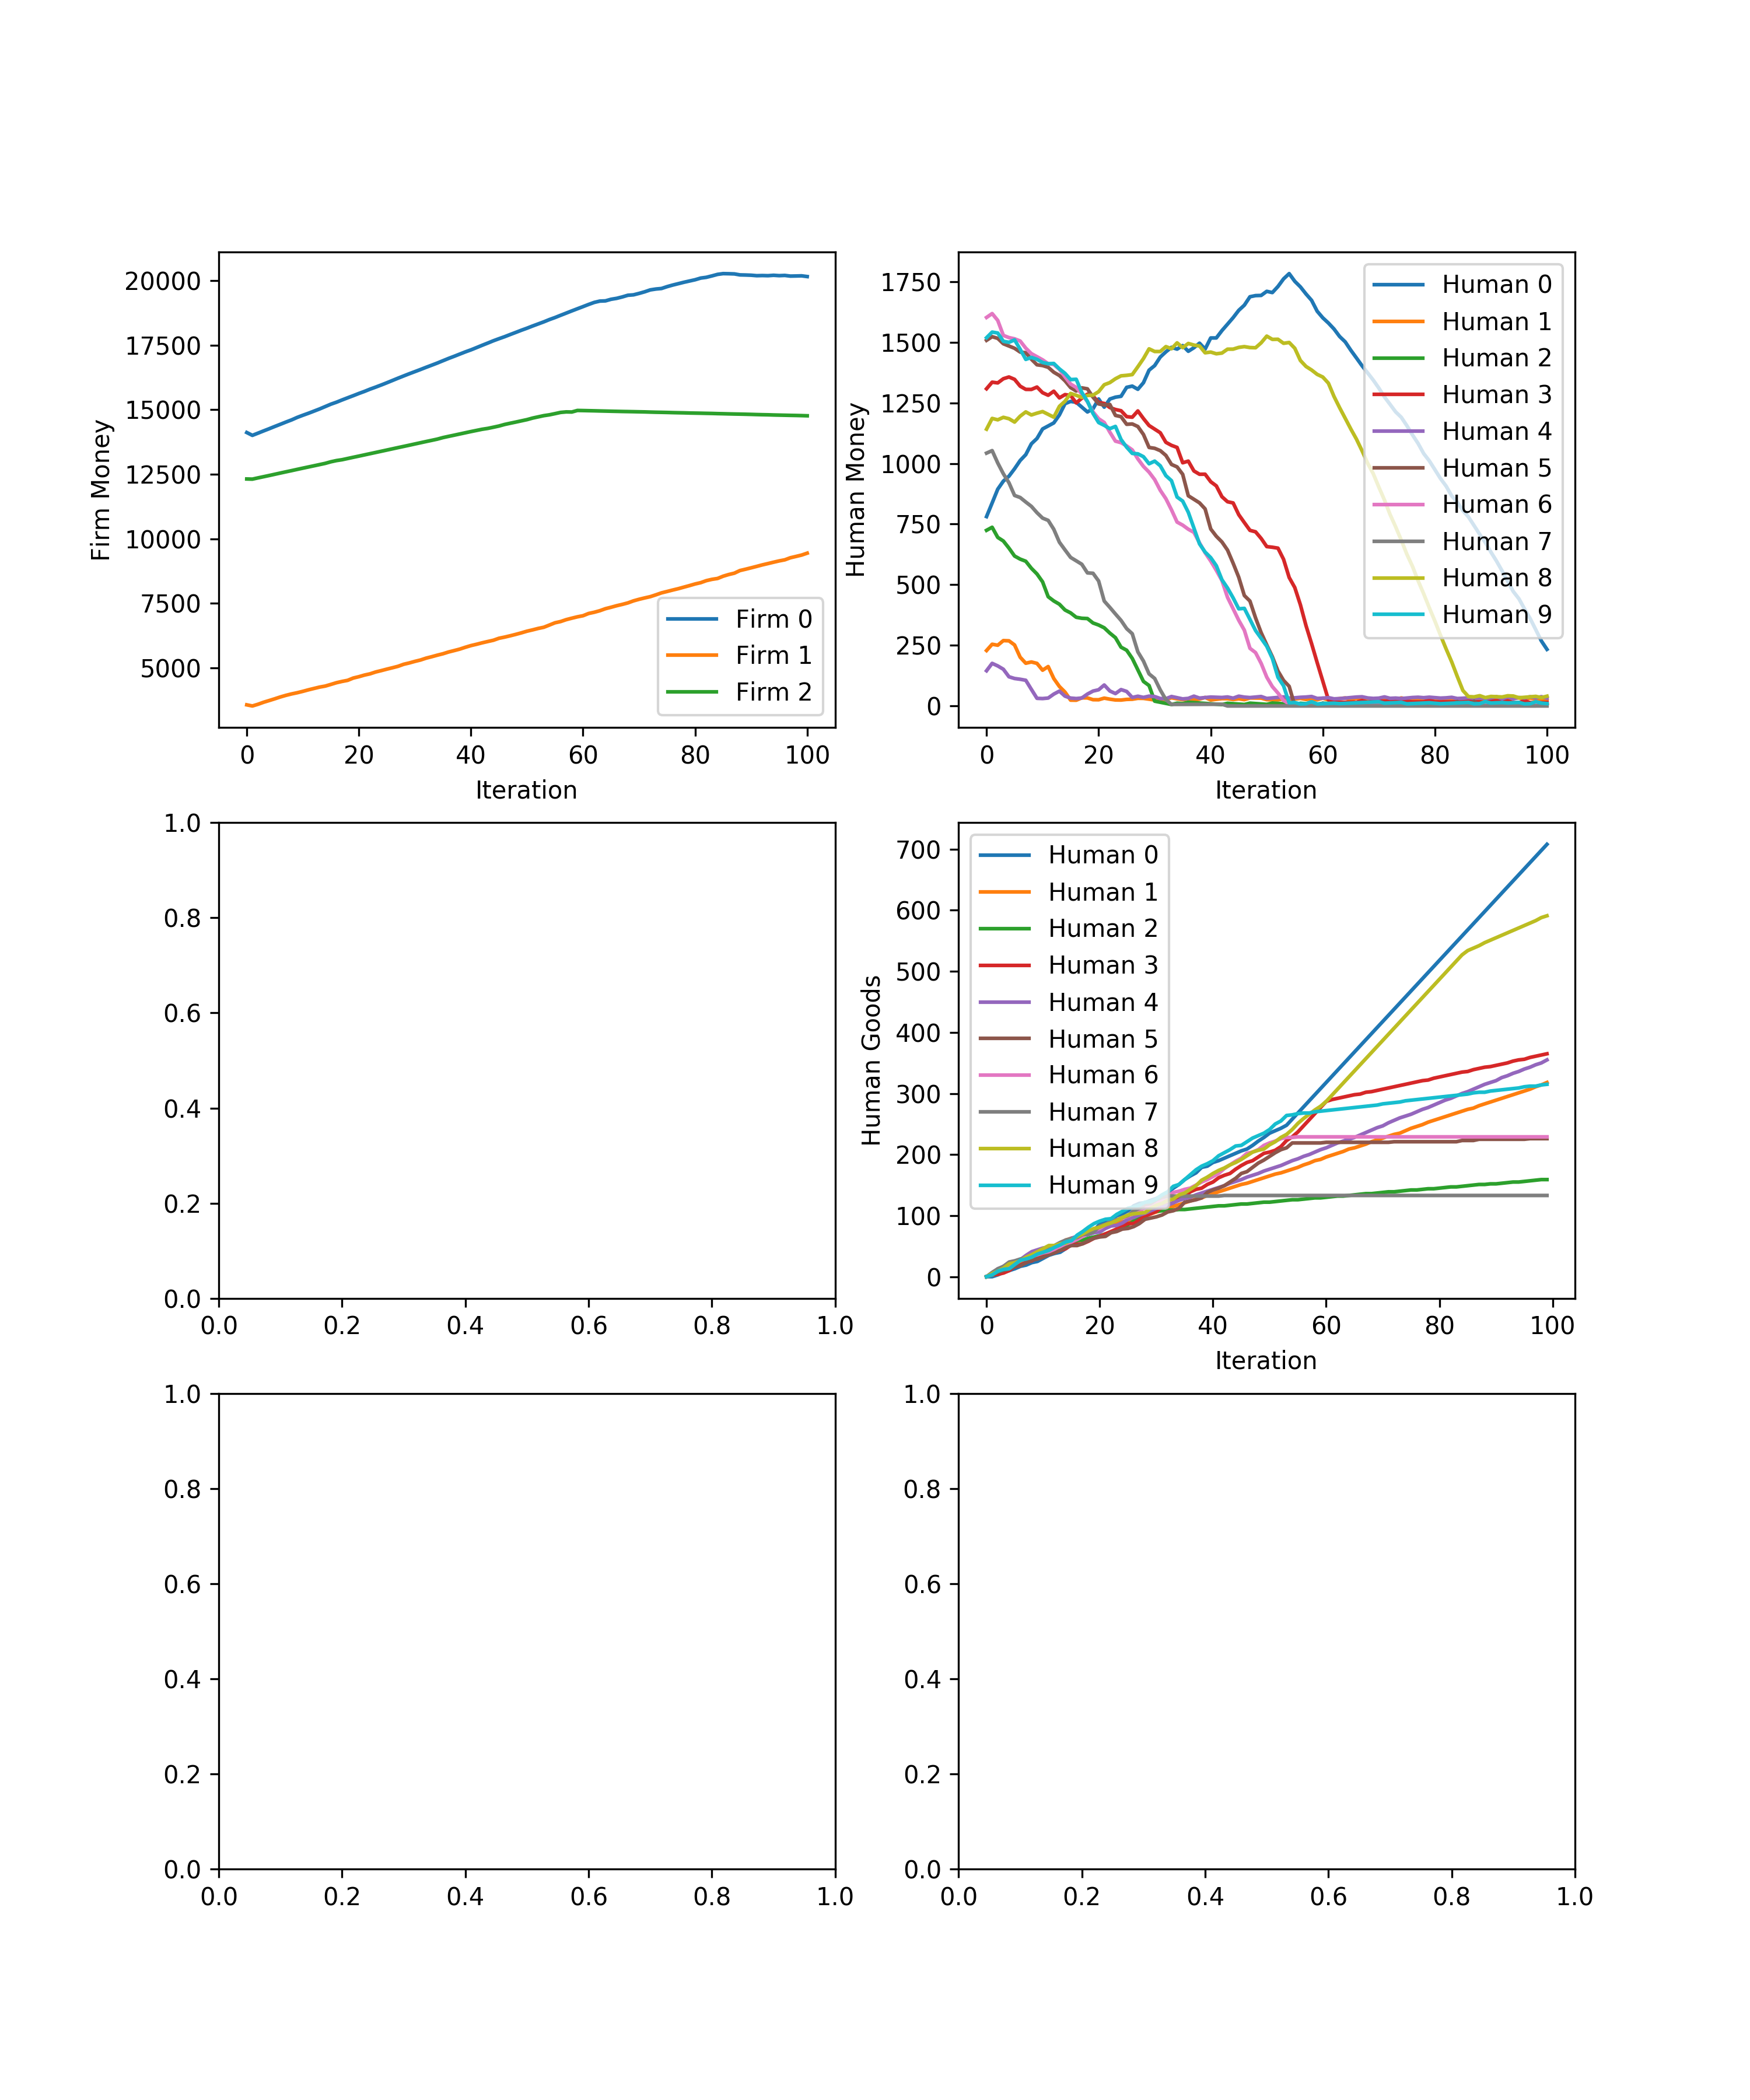 20000
17500
15000
12500
10000
7500
5000
Firm Money
0 20 40 60 80 100
Iteration
Firm 0
Firm 1
Firm 2
1750
1500
1250
1000
750
500
250
0
Human Money
0 20 40 60 80 100
Iteration
Human 0
Human 1
Human 2
Human 3
Human 4
Human 5
Human 6
Human 7
Human 8
Human 9
1.0
0.8
0.6
0.4
0.2
0.0
0.0 0.2 0.4 0.6 0.8 1.0
700
600
500
400
300
200
100
0
Human Goods
0 20 40 60 80 100
Iteration
Human 0
Human 1
Human 2
Human 3
Human 4
Human 5
Human 6
Human 7
Human 8
Human 9
1.0
0.8
0.6
0.4
0.2
0.0
0.0 0.2 0.4 0.6 0.8 1.0
1.0
0.8
0.6
0.4
0.2
0.0
0.0 0.2 0.4 0.6 0.8 1.0